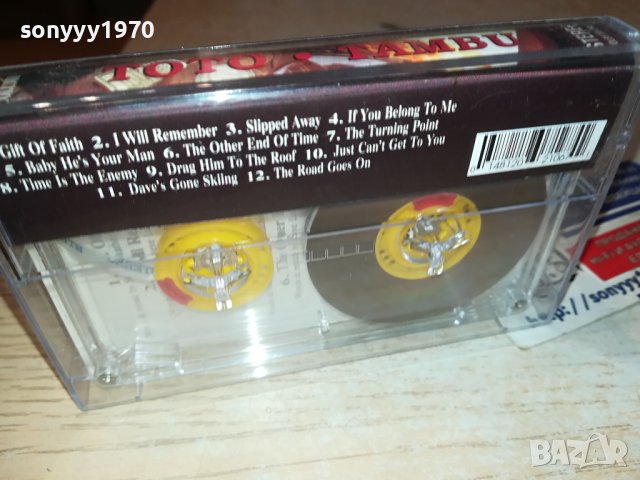 sonyyy1970
TOTO • TAMBU
Gift Of Faith 2. I Will Remember 3. Slipped Away 4. If You Belong To Me
5. Baby He's Your Man 6. The Other End Of Time 7. The Turning Point
8. Time Is The Enemy 9. Drag Him To The Roof 10. Just Can't Get To You
11. Dave's Gone Skiing 12. The Road Goes On
http://sonyyy
BAZAR